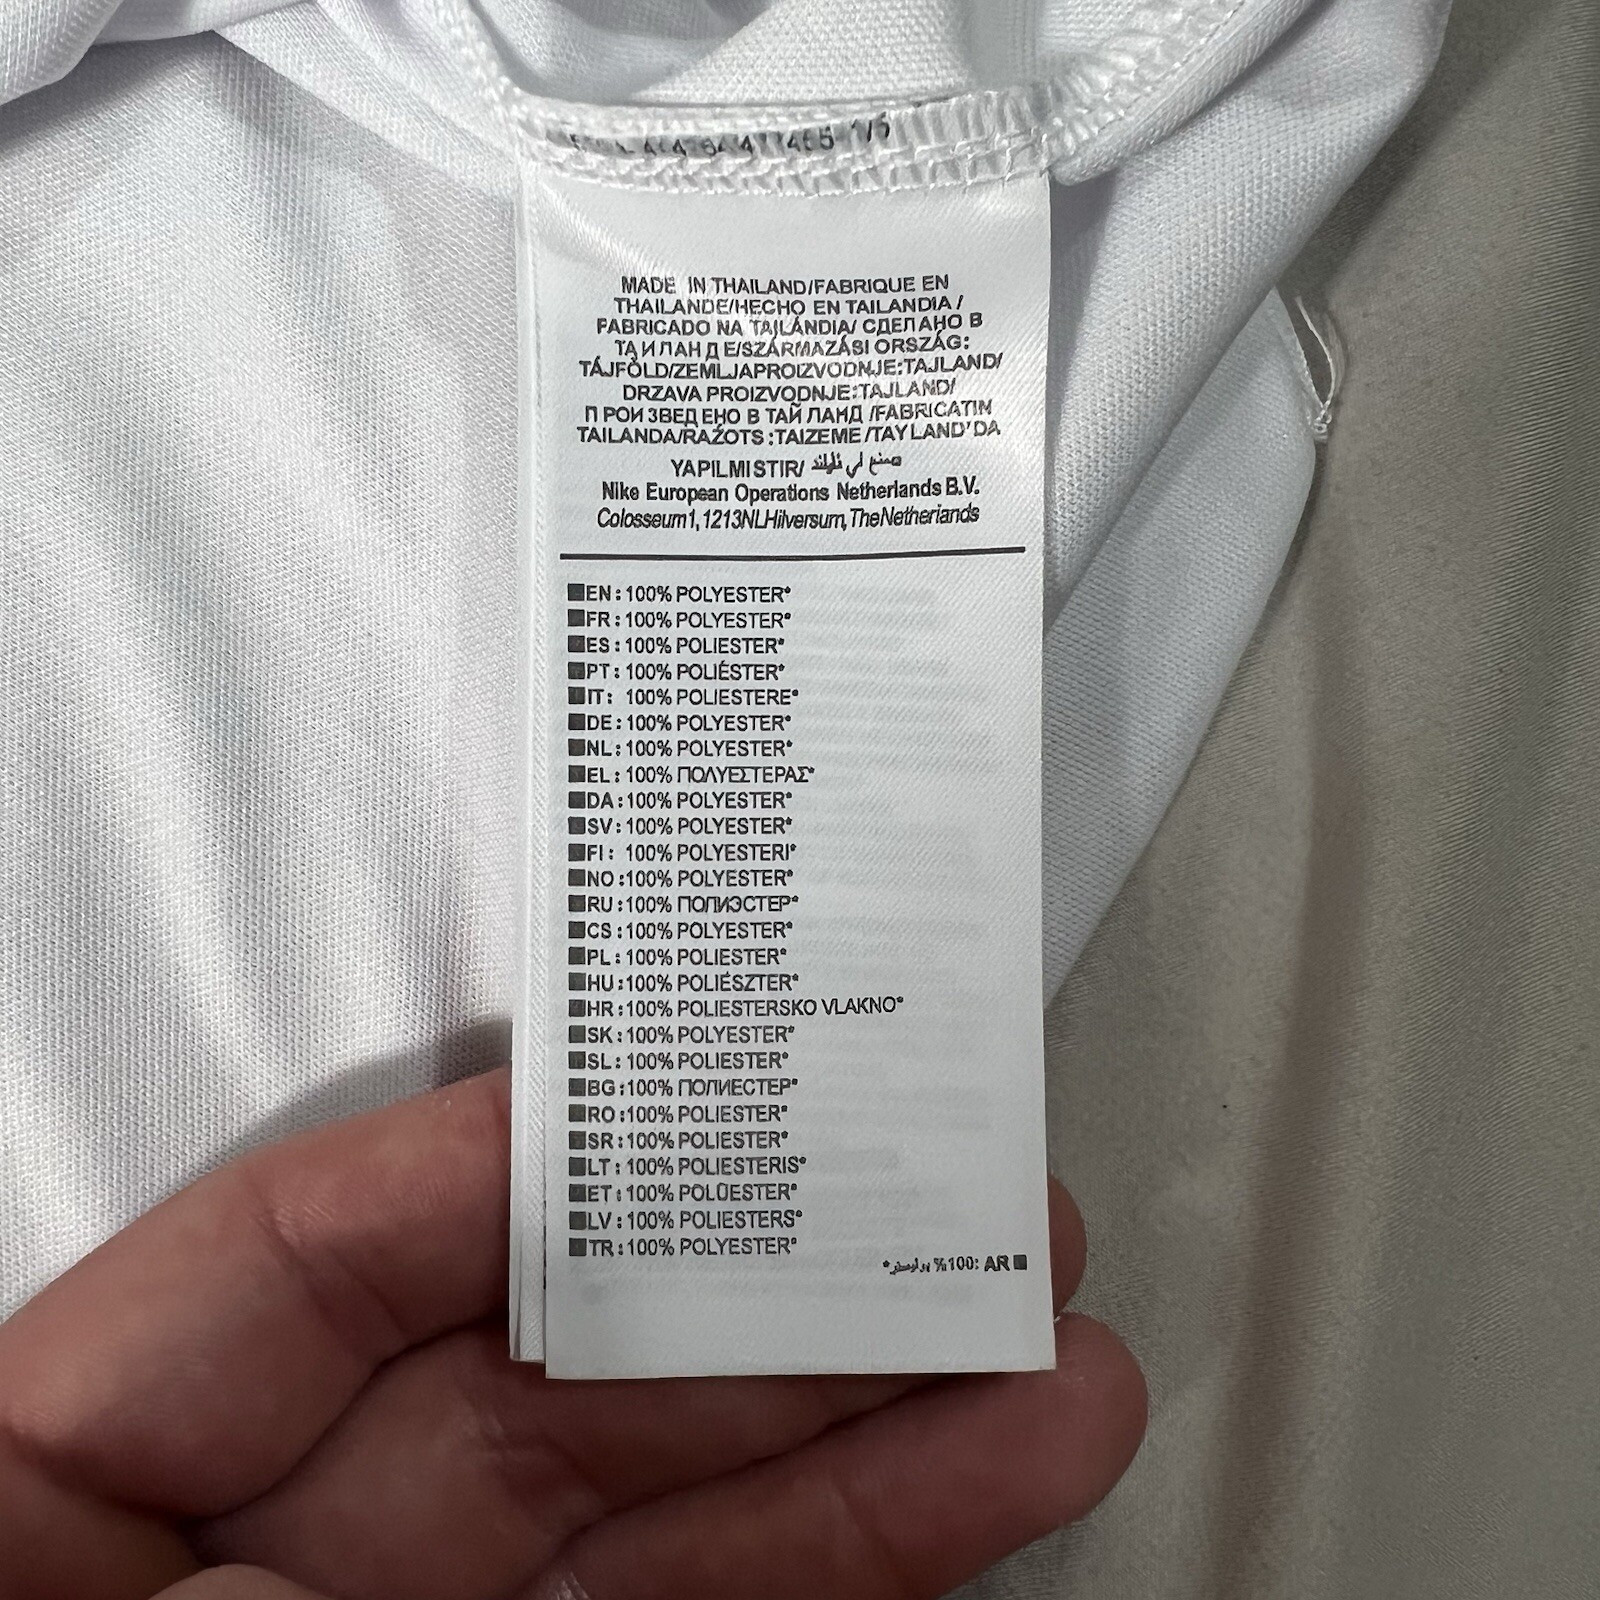 MADE IN THAILAND/FABRIQUE EN
THAILANDE/HECHO EN TAILANDIA /
FABRICADO NA TAILÁNDIA/ СДЕЛАНО В
ТАИЛАНДЕ/SZÁRMAZÁSI ORSZÁG:
TÁJFÖLD/ZEMLJAPROIZVODNJE:TAJLAND/
DRZAVA PROIZVODNJE:TAJLAND/
ПРОИЗВЕДЕНО В ТАЙЛАНД /FABRICATIN
TAILANDA/RAŽOTS :TAIZEME /TAYLAND'DA
YAPILMISTIR/
Nike European Operations Netherlands B.V.
Colosseum1, 1213NLHilversum, TheNetherlands
EN : 100% POLYESTER*
FR : 100% POLYESTER*
ES : 100% POLIESTER*
PT : 100% POLIÉSTER*
IT : 100% POLIESTERE*
DE : 100% POLYESTER*
NL : 100% POLYESTER*
EL : 100% ΠΟΛΥΕΣΤΕΡΑΣ*
DA : 100% POLYESTER*
SV : 100% POLYESTER*
FI : 100% POLYESTERI*
NO : 100% POLYESTER*
RU : 100% ПОЛИЭСТЕР*
CS : 100% POLYESTER*
PL : 100% POLIESTER*
HU : 100% POLIÉSZTER*
HR : 100% POLIESTERSKO VLAKNO*
SK : 100% POLYESTER*
SL : 100% POLIESTER*
BG : 100% ПОЛИЕСТЕР*
RO : 100% POLIESTER*
SR : 100% POLIESTER*
LT : 100% POLIESTERIS*
ET : 100% POLÜESTER*
LV : 100% POLIESTERS*
TR : 100% POLYESTER*
AR :100% بوليستر*